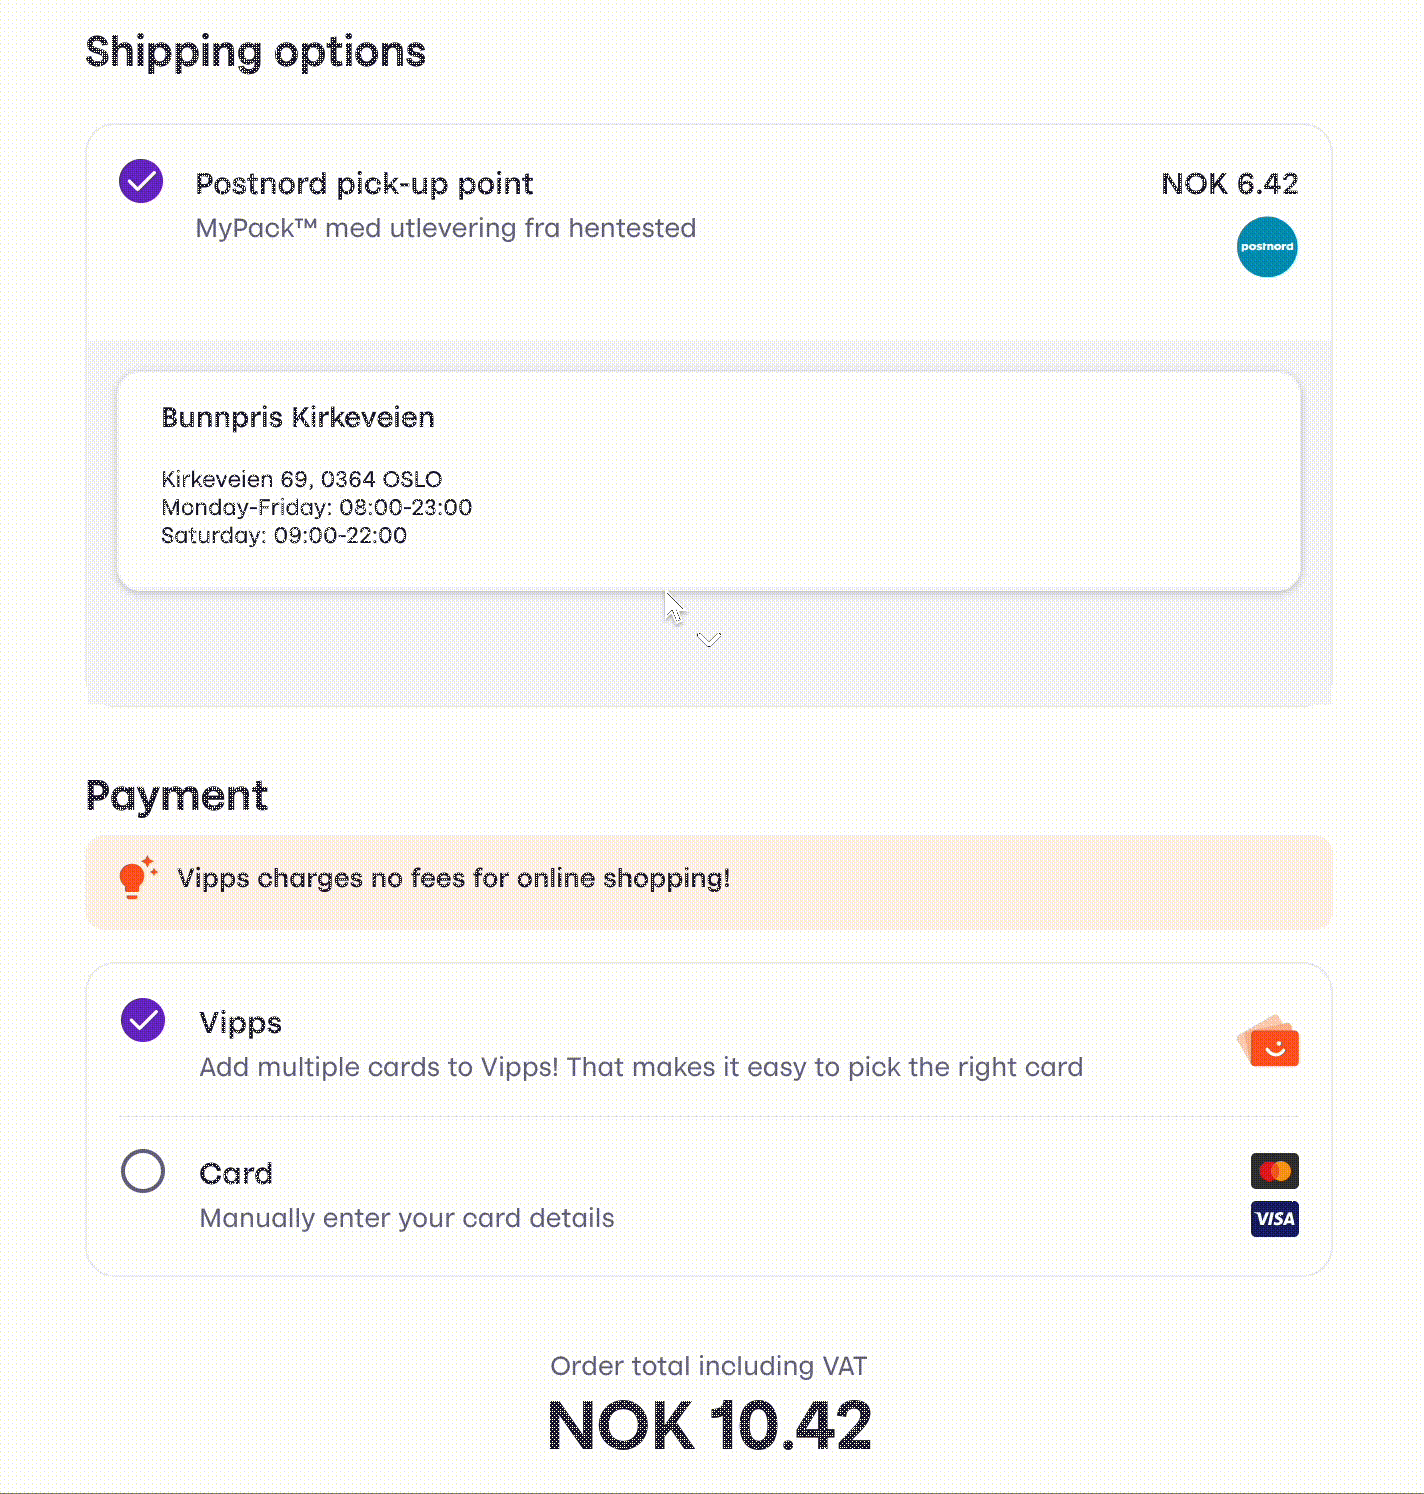 Shipping options
Postnord pick-up point
NOK 6.42
MyPack™ med utlevering fra hentested
postnord
Bunnpris Kirkeveien
Kirkeveien 69, 0364 OSLO
Monday-Friday: 08:00-23:00
Saturday: 09:00-22:00
Payment
Vipps charges no fees for online shopping!
Vipps
Add multiple cards to Vipps! That makes it easy to pick the right card
Card
Manually enter your card details
VISA
Order total including VAT
NOK 10.42